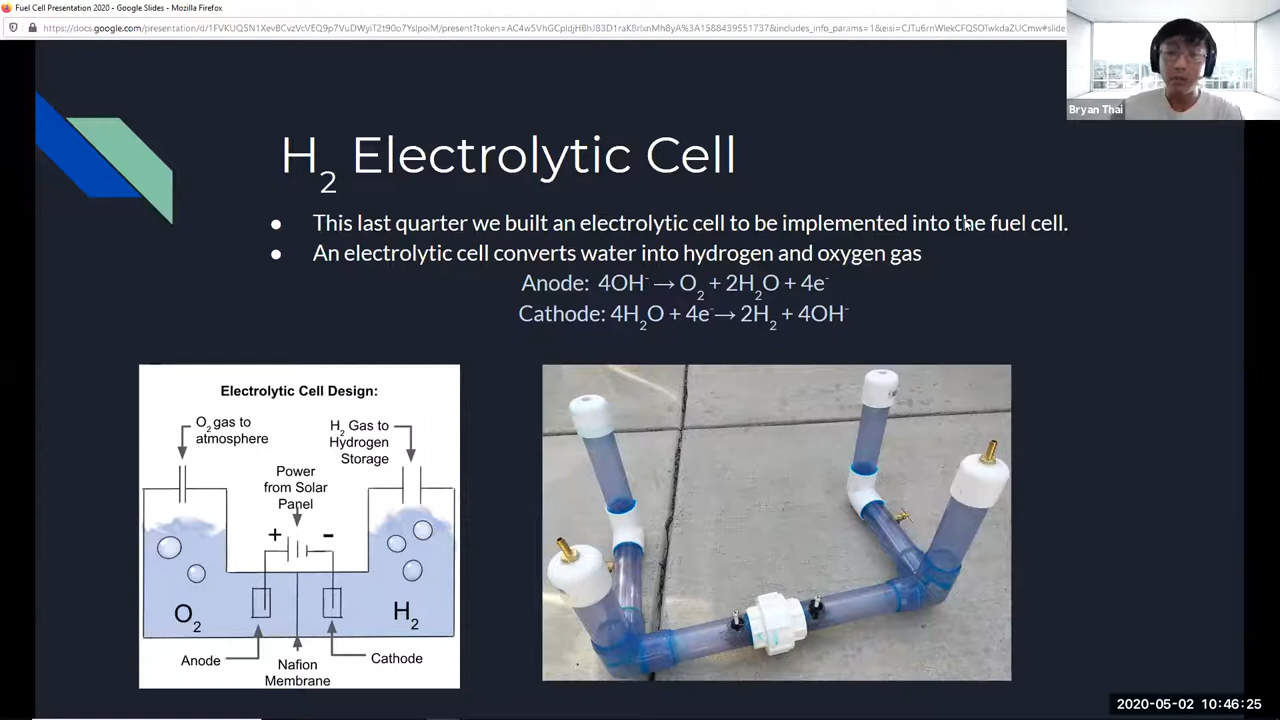 Fuel Cell Presentation 2020 - Google Slides - Mozilla Firefox
Bryan Thai
H2 Electrolytic Cell
● This last quarter we built an electrolytic cell to be implemented into the fuel cell.
● An electrolytic cell converts water into hydrogen and oxygen gas
Anode: 4OH⁻ → O₂ + 2H₂O + 4e⁻
Cathode: 4H₂O + 4e⁻→ 2H₂ + 4OH⁻
Electrolytic Cell Design:
O₂ gas to
atmosphere
H₂ Gas to
Hydrogen
Storage
Power
from Solar
Panel
+ -
O₂
H₂
Anode
Nafion
Membrane
Cathode
2020-05-02 10:46:25